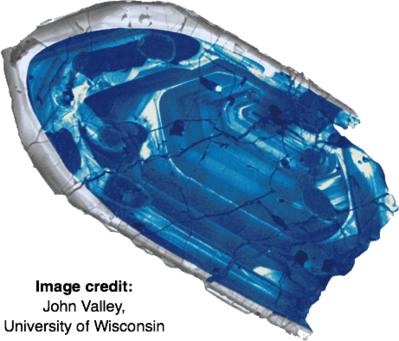 Image credit:
John Valley,
University of Wisconsin